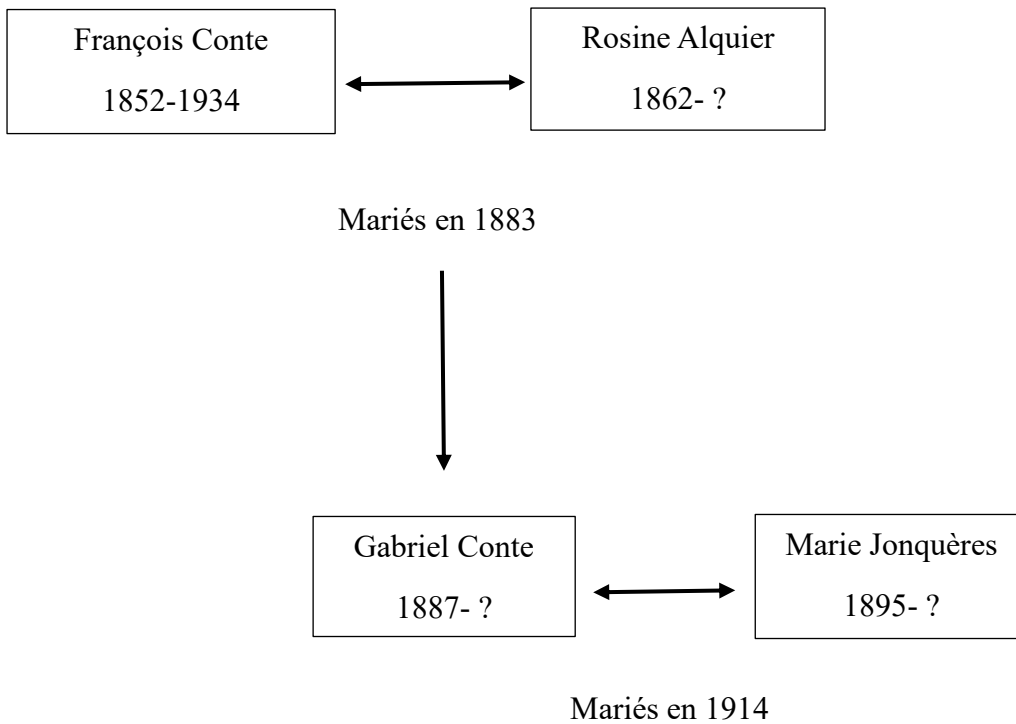 François Conte
1852-1934
Rosine Alquier
1862- ?
Mariés en 1883
Gabriel Conte
1887- ?
Marie Jonquères
1895- ?
Mariés en 1914